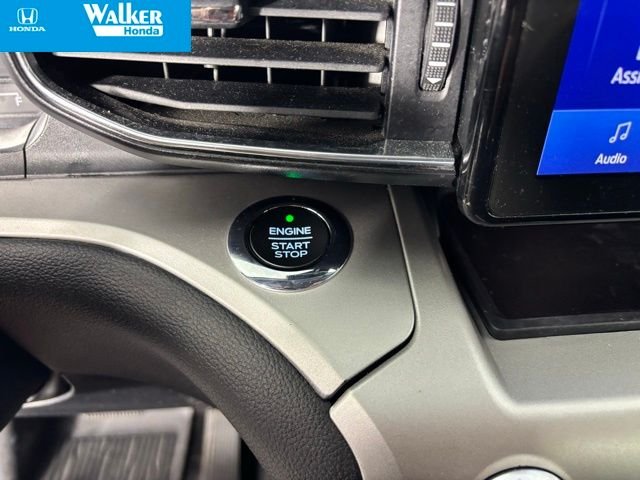 HONDA
Walker
Honda
Audio
ENGINE
START
STOP